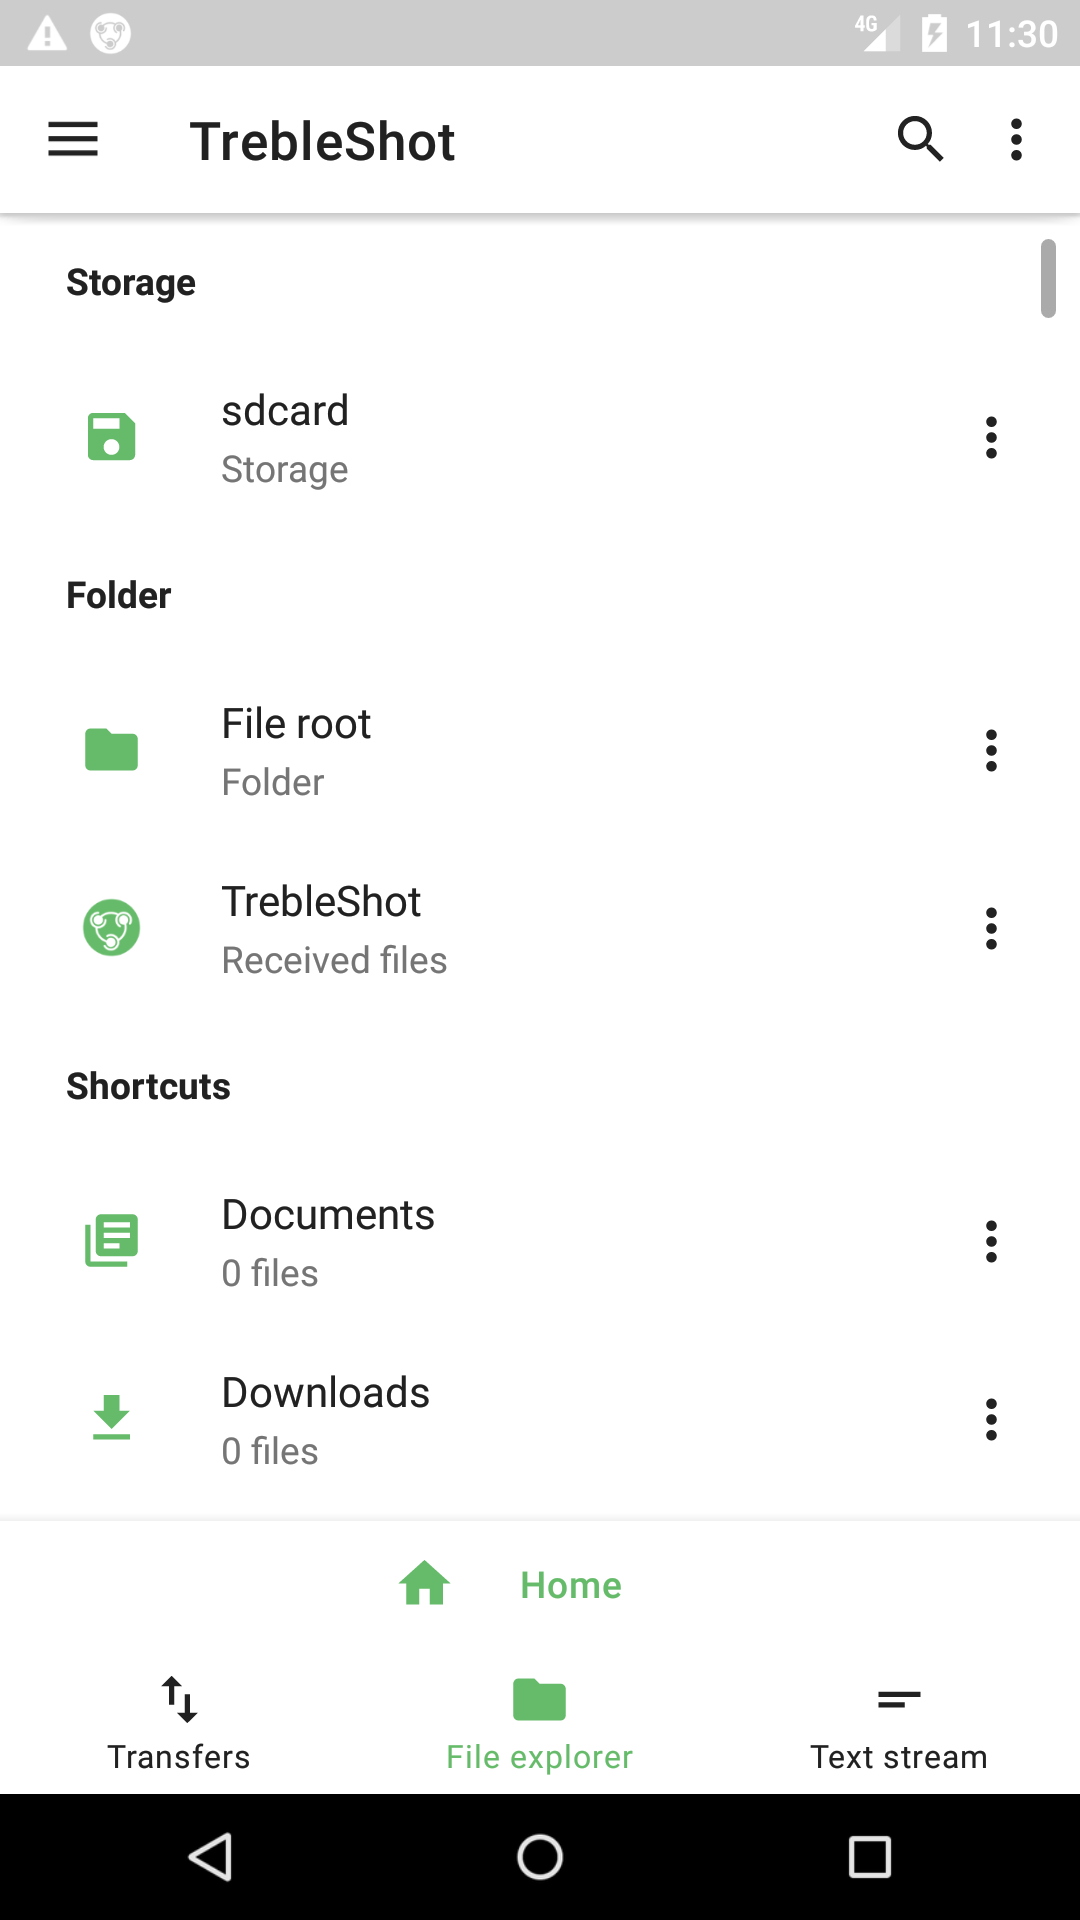 4G 11:30
TrebleShot
Storage
sdcard
Storage
Folder
File root
Folder
TrebleShot
Received files
Shortcuts
Documents
0 files
Downloads
0 files
Home
Transfers File explorer Text stream